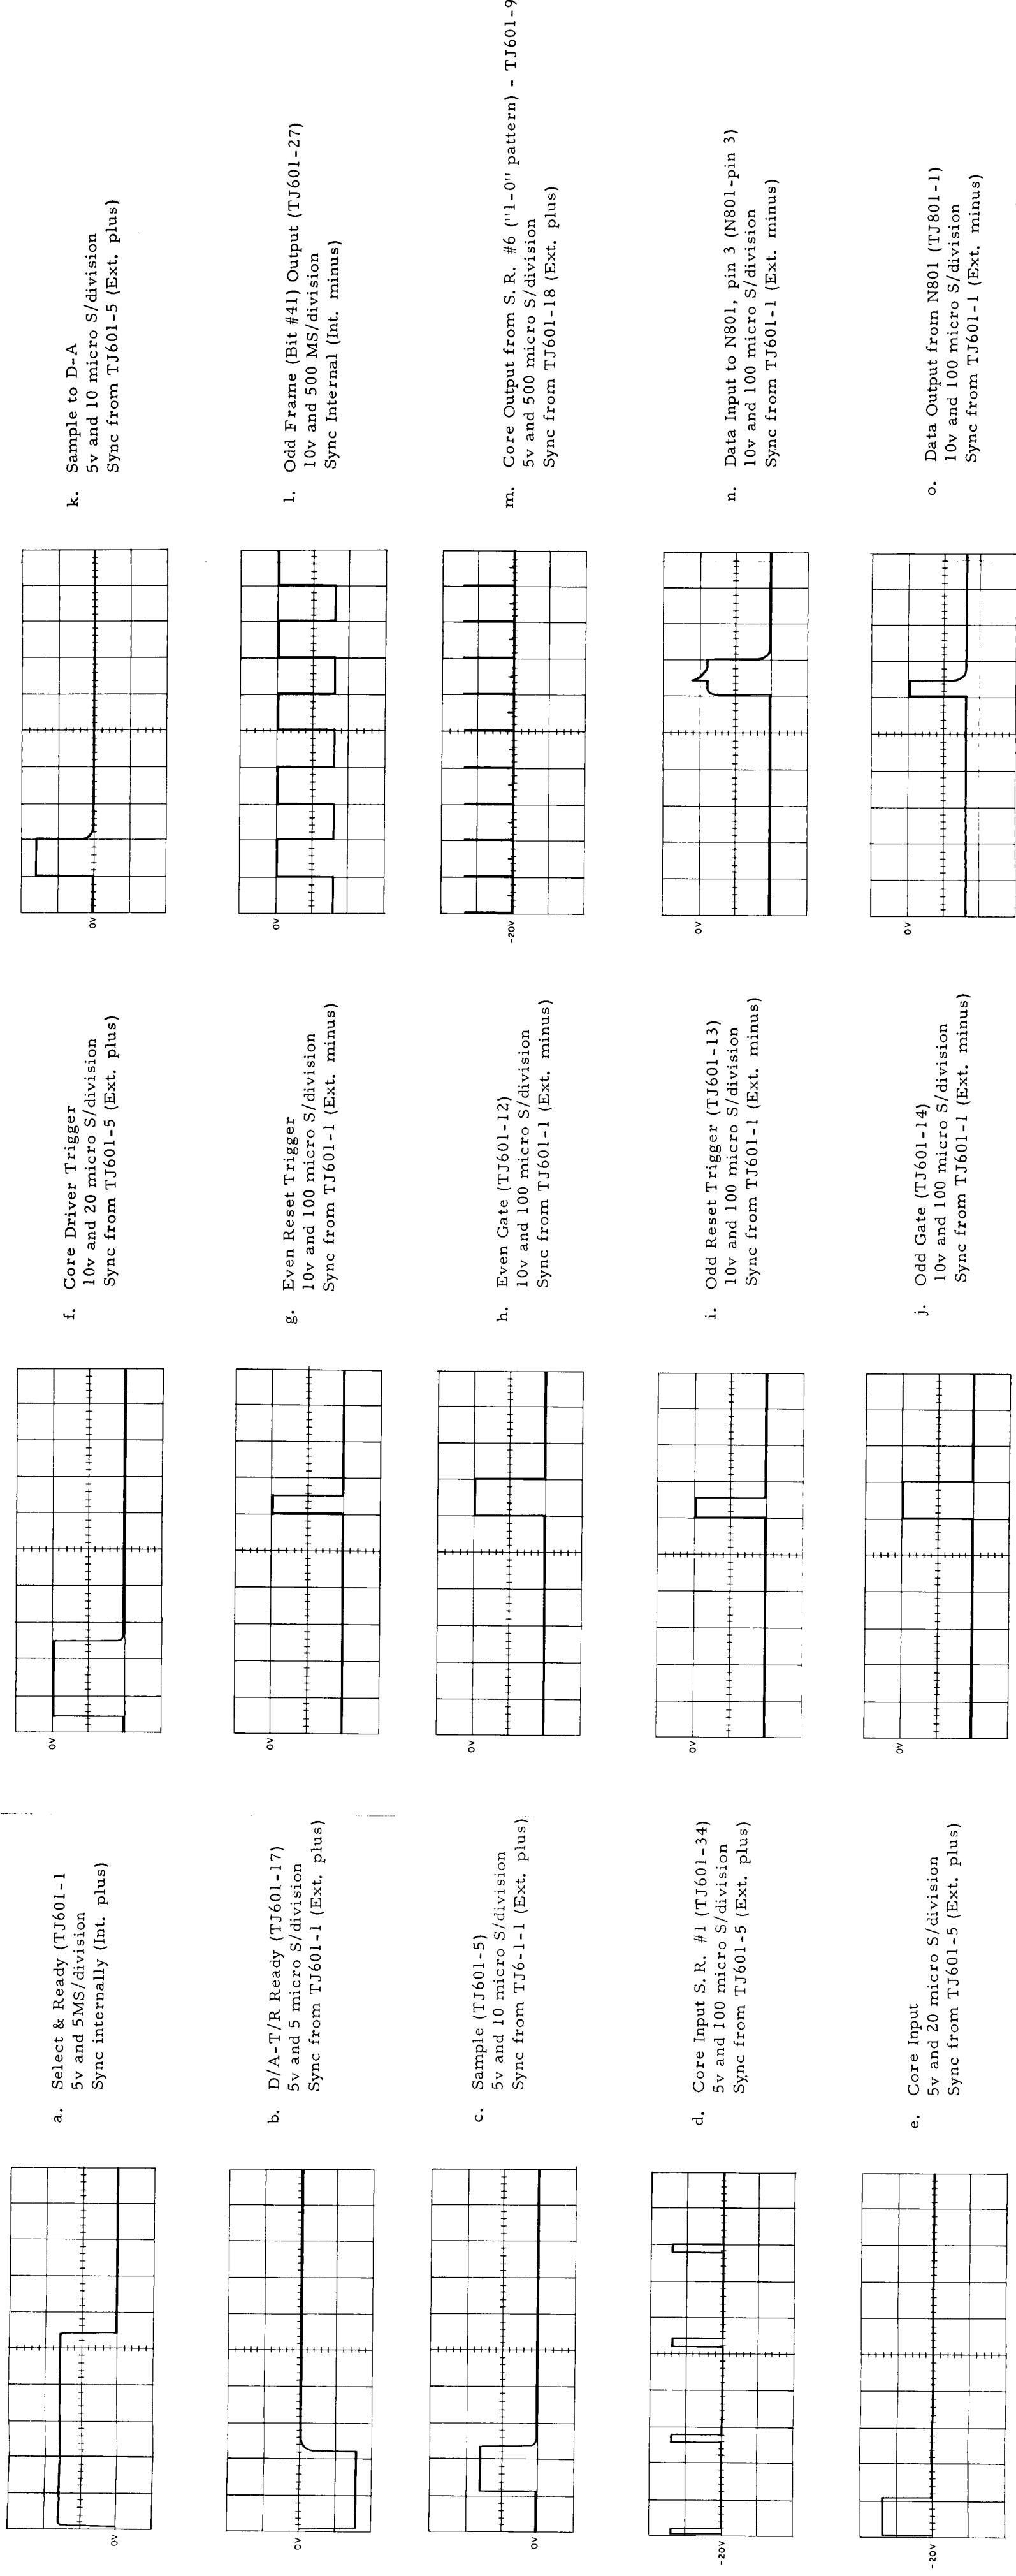 a. Select & Ready (TJ601-1
5v and 5MS/division
Sync internally (Int. plus)
0V
b. D/A-T/R Ready (TJ601-17)
5v and 5 micro S/division
Sync from TJ601-1 (Ext. plus)
0V
c. Sample (TJ601-5)
5v and 10 micro S/division
Sync from TJ6-1-1 (Ext. plus)
0V
d. Core Input S.R. #1 (TJ601-34)
5v and 100 micro S/division
Sync from TJ601-5 (Ext. plus)
-20V
e. Core Input
5v and 20 micro S/division
Sync from TJ601-5 (Ext. plus)
-20V
f. Core Driver Trigger
10v and 20 micro S/division
Sync from TJ601-5 (Ext. plus)
0V
g. Even Reset Trigger
10v and 100 micro S/division
Sync from TJ601-1 (Ext. minus)
0V
h. Even Gate (TJ601-12)
10v and 100 micro S/division
Sync from TJ601-1 (Ext. minus)
0V
i. Odd Reset Trigger (TJ601-13)
10v and 100 micro S/division
Sync from TJ601-1 (Ext. minus)
0V
j. Odd Gate (TJ601-14)
10v and 100 micro S/division
Sync from TJ601-1 (Ext. minus)
0V
k. Sample to D-A
5v and 10 micro S/division
Sync from TJ601-5 (Ext. plus)
0V
l. Odd Frame (Bit #41) Output (TJ601-27)
10v and 500 MS/division
Sync Internal (Int. minus)
0V
m. Core Output from S.R. #6 ("1-0" pattern) - TJ601-9
5v and 500 micro S/division
Sync from TJ601-18 (Ext. plus)
-20V
n. Data Input to N801, pin 3 (N801-pin 3)
10v and 100 micro S/division
Sync from TJ601-1 (Ext. minus)
0V
o. Data Output from N801 (TJ801-1)
10v and 100 micro S/division
Sync from TJ601-1 (Ext. minus)
0V